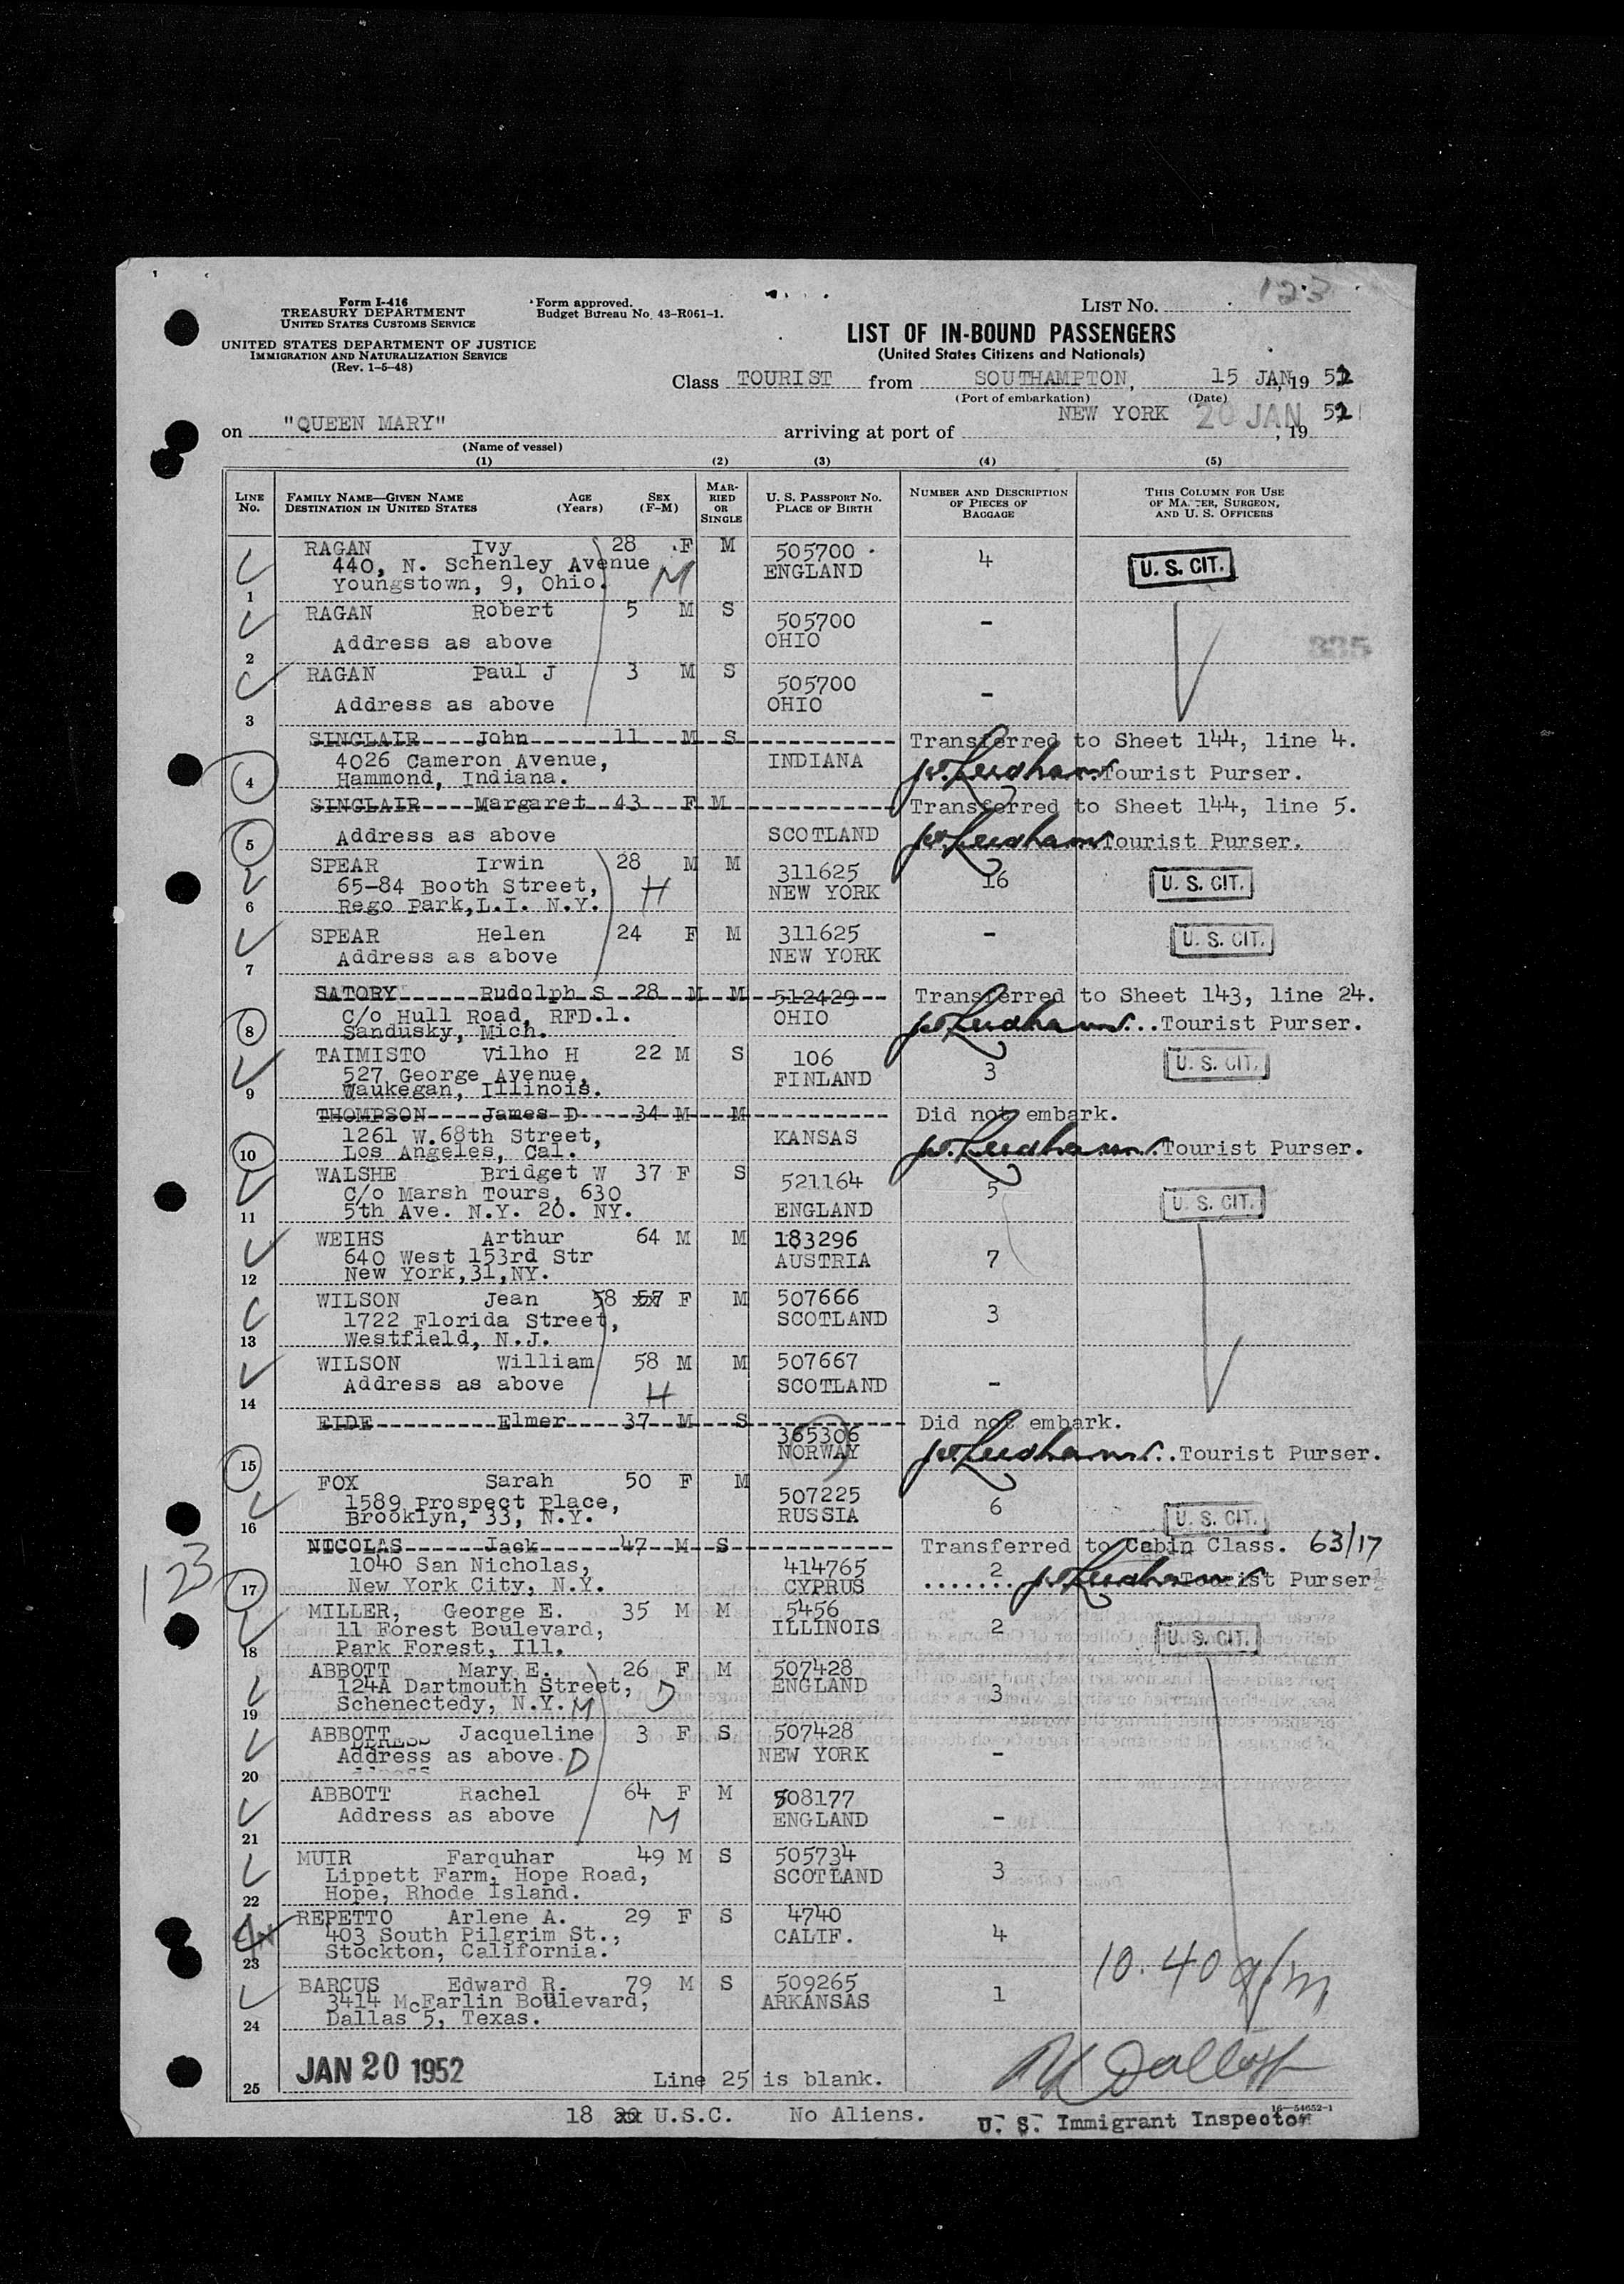 123
Form I-416
TREASURY DEPARTMENT
UNITED STATES CUSTOMS SERVICE
UNITED STATES DEPARTMENT OF JUSTICE
IMMIGRATION AND NATURALIZATION SERVICE
(Rev. 1-5-48)
Form approved.
Budget Bureau No. 43-R061-1.
LIST NO.
LIST OF IN-BOUND PASSENGERS
(United States Citizens and Nationals)
Class TOURIST from SOUTHAMPTON, 15 JAN, 19 52
(Port of embarkation) (Date)
on "QUEEN MARY" arriving at port of NEW YORK 20 JAN, 19 52
(Name of vessel)
(1) (2) (3) (4) (5)
LINE NO. FAMILY NAME—GIVEN NAME DESTINATION IN UNITED STATES AGE (Years) SEX (F-M) MARRIED OR SINGLE U. S. PASSPORT NO. PLACE OF BIRTH NUMBER AND DESCRIPTION OF PIECES OF BAGGAGE THIS COLUMN FOR USE OF MASTER, SURGEON, AND U. S. OFFICERS
RAGAN Ivy 28 F M 505700 4 U. S. CIT.
440, N. Schenley Avenue ENGLAND
1 Youngstown, 9, Ohio. M
RAGAN Robert 5 M S 505700 -
2 Address as above OHIO
335
RAGAN Paul J 3 M S 505700 -
3 Address as above OHIO
SINCLAIR John 11 M S Transferred to Sheet 144, line 4.
4026 Cameron Avenue, INDIANA
4 Hammond, Indiana. Tourist Purser.
SINCLAIR Margaret 43 F M Transferred to Sheet 144, line 5.
5 Address as above SCOTLAND Tourist Purser.
SPEAR Irwin 28 M M 311625 16 U. S. CIT.
65-84 Booth Street, H NEW YORK
6 Rego Park, L.I. N.Y.
SPEAR Helen 24 F M 311625 - U. S. CIT.
7 Address as above NEW YORK
SATORY Rudolph S 28 M M 512429 Transferred to Sheet 143, line 24.
C/o Hull Road, RFD.1. OHIO
8 Sandusky, Mich. ...Tourist Purser.
TAIMISTO Vilho H 22 M S 106 3 U. S. CIT.
527 George Avenue, FINLAND
9 Waukegan, Illinois.
THOMPSON James D 34 M M Did not embark.
1261 W.68th Street, KANSAS
10 Los Angeles, Cal. Tourist Purser.
WALSHE Bridget W 37 F S 521164 5 U. S. CIT.
C/o Marsh Tours, 630
11 5th Ave. N.Y. 20. NY. ENGLAND
WEIHS Arthur 64 M M 183296 7
640 West 153rd Str AUSTRIA
12 New York,31,NY.
WILSON Jean 58 57 F M 507666 3
1722 Florida Street, SCOTLAND
13 Westfield, N.J.
WILSON William 58 M M 507667 -
14 Address as above H SCOTLAND
EIDE Elmer 37 M S 365306 Did not embark.
15 NORWAY ..Tourist Purser.
FOX Sarah 50 F M 507225 6 U. S. CIT.
1589 Prospect Place, RUSSIA
16 Brooklyn, 33, N.Y.
NICOLAS Jack 47 M S Transferred to Cabin Class. 63/17
1040 San Nicholas, 414765 2
123
17 New York City, N.Y. CYPRUS ....... Tourist Purser
MILLER, George E. 35 M M 5456 2 U. S. CIT.
11 Forest Boulevard, ILLINOIS
18 Park Forest, Ill.
ABBOTT Mary E. 26 F M 507428 3
124A Dartmouth Street, D ENGLAND
19 Schenectedy, N.Y. M
ABBOTT Jacqueline 3 F S 507428 -
20 Address as above. D NEW YORK
ABBOTT Rachel 64 F M 508177 -
21 Address as above M ENGLAND
MUIR Farquhar 49 M S 505734 3
Lippett Farm, Hope Road, SCOTLAND
22 Hope, Rhode Island.
REPETTO Arlene A. 29 F S 4740 4
403 South Pilgrim St., CALIF.
23 Stockton, California.
10.40 a/m
BARCUS Edward R. 79 M S 509265 1
3414 McFarlin Boulevard, ARKANSAS
24 Dallas 5, Texas.
JAN 20 1952
25 Line 25 is blank.
18 U.S.C. No Aliens.
U. S. Immigrant Inspector
16—54652-1